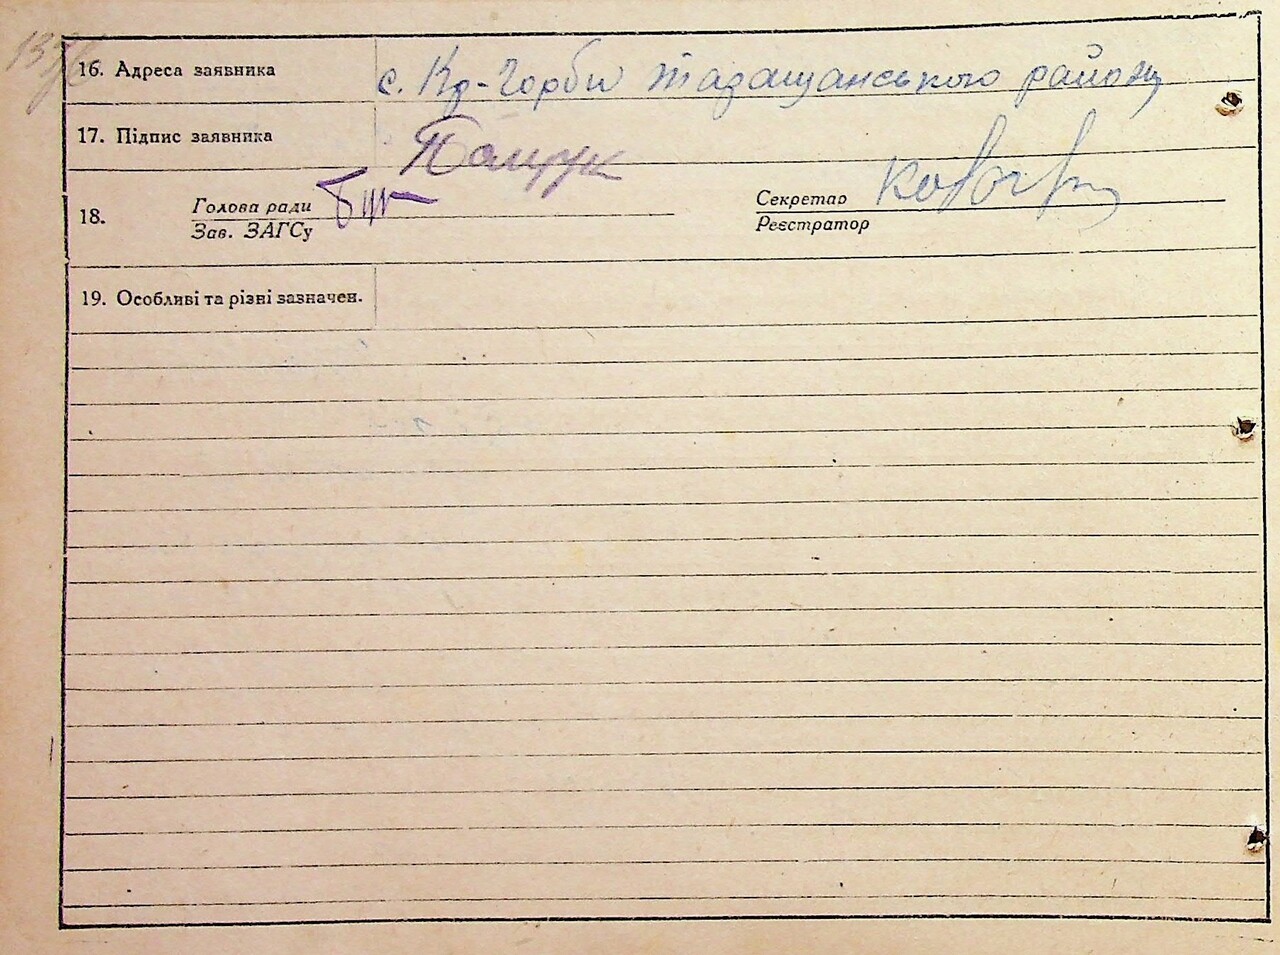 16. Адреса заявника с. Кр-Горби Таращанського району
17. Підпис заявника
18. Голова ради Секретар
Зав. ЗАГСу Реєстратор
19. Особливі та різні зазначен.